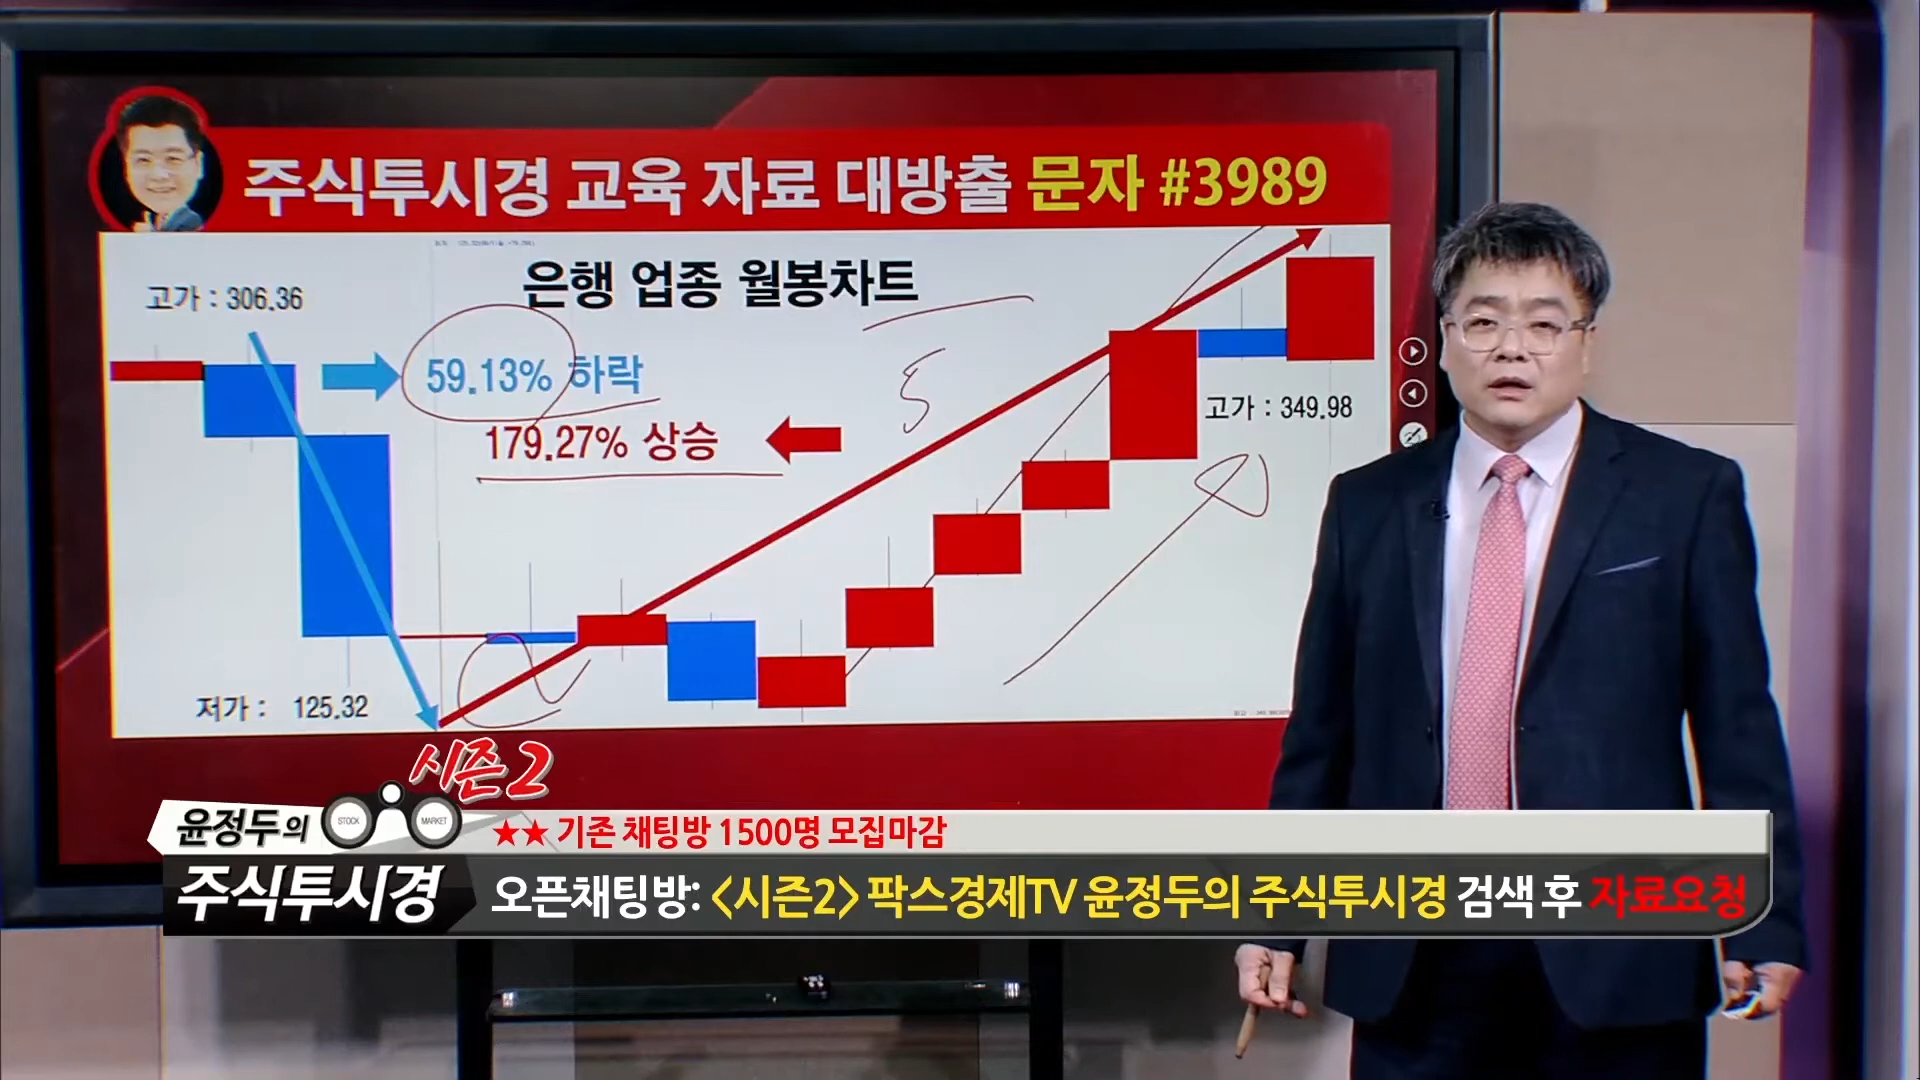 주식투시경 교육 자료 대방출 문자 #3989
은행 업종 월봉차트
고가 : 306.36
59.13% 하락
179.27% 상승
고가 : 349.98
저가 : 125.32
시즌2
윤정두의
STOCK MARKET
주식투시경
★★ 기존 채팅방 1500명 모집마감
오픈채팅방: <시즌2> 팍스경제TV 윤정두의 주식투시경 검색 후 자료요청